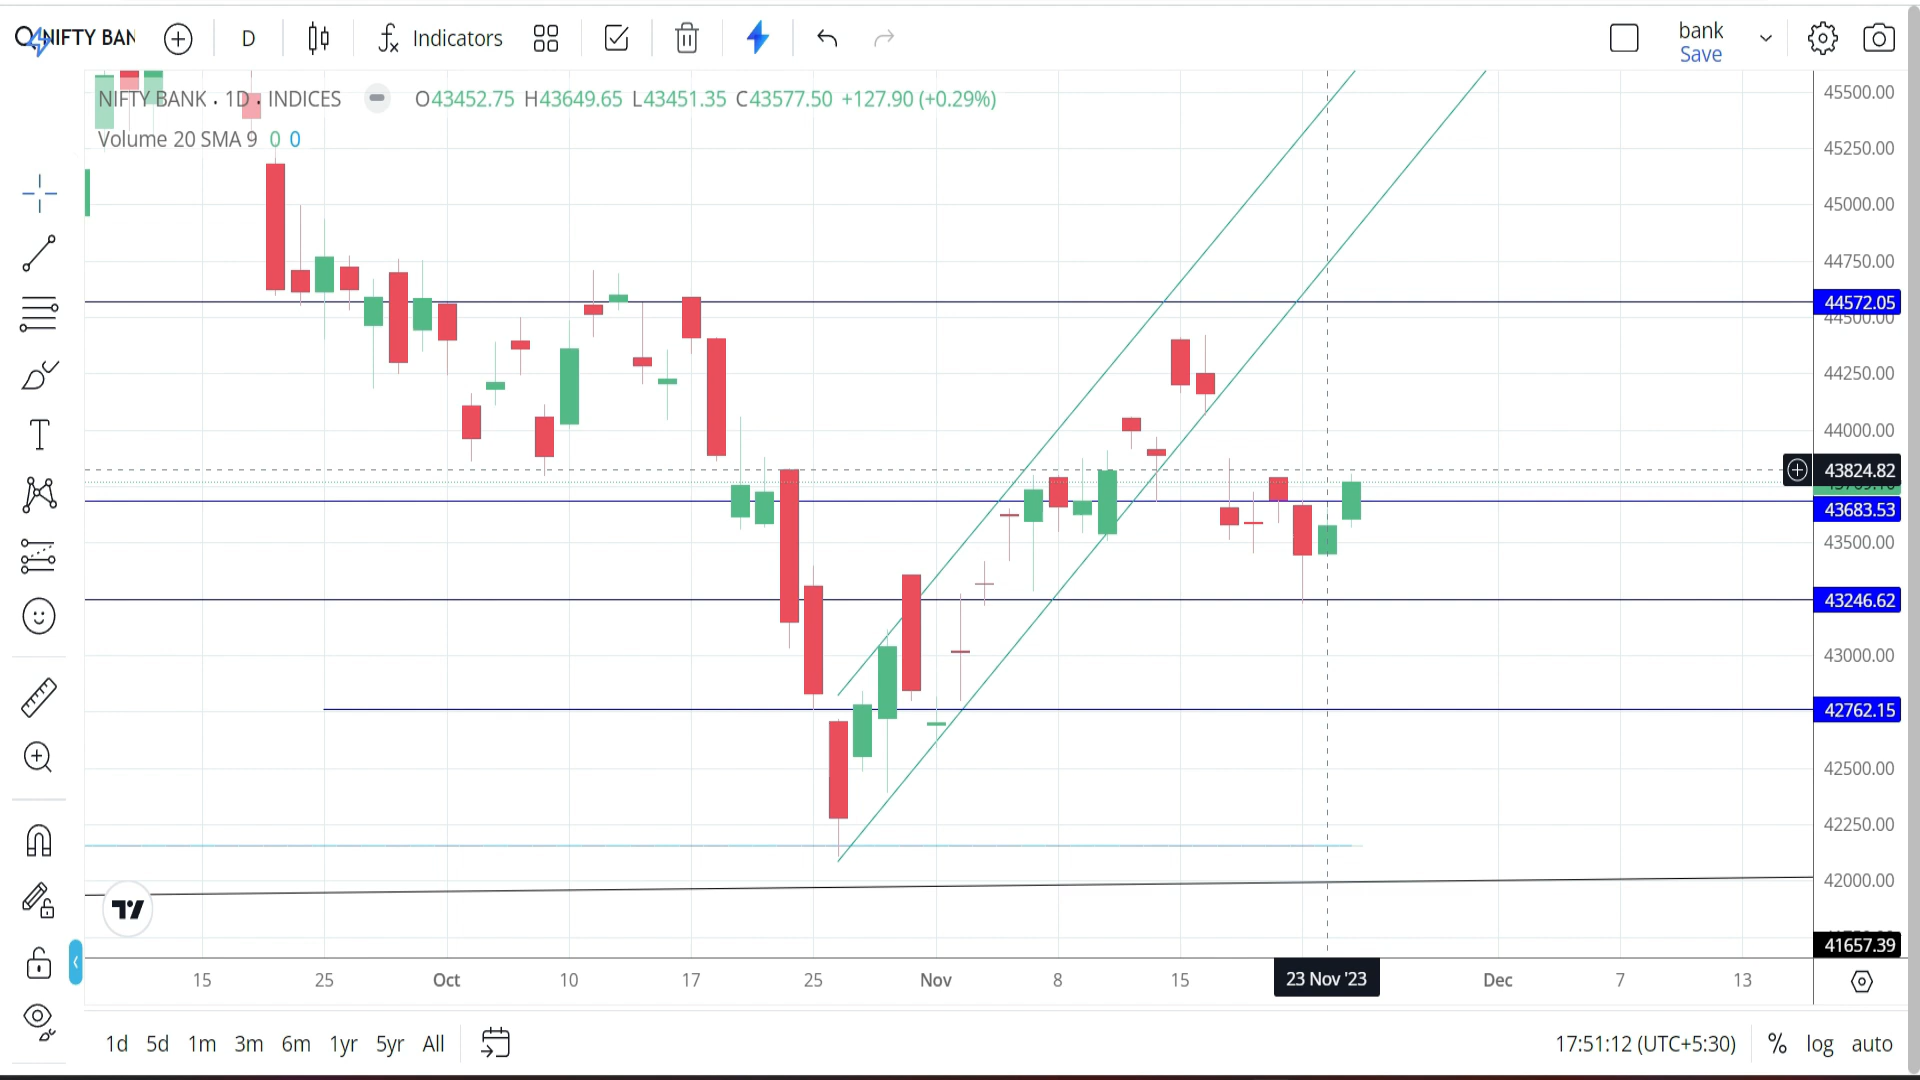 NIFTY BAN
D
Indicators
bank
Save
NIFTY BANK · 1D · INDICES
O43452.75 H43649.65 L43451.35 C43577.50 +127.90 (+0.29%)
Volume 20 SMA 9 0 0
45500.00
45250.00
45000.00
44750.00
44572.05
44500.00
44250.00
44000.00
43824.82
43683.53
43500.00
43246.62
43000.00
42762.15
42500.00
42250.00
42000.00
41657.39
15 25 Oct 10 17 25 Nov 8 15 23 Nov '23 Dec 7 13
1d 5d 1m 3m 6m 1yr 5yr All
17:51:12 (UTC+5:30) % log auto